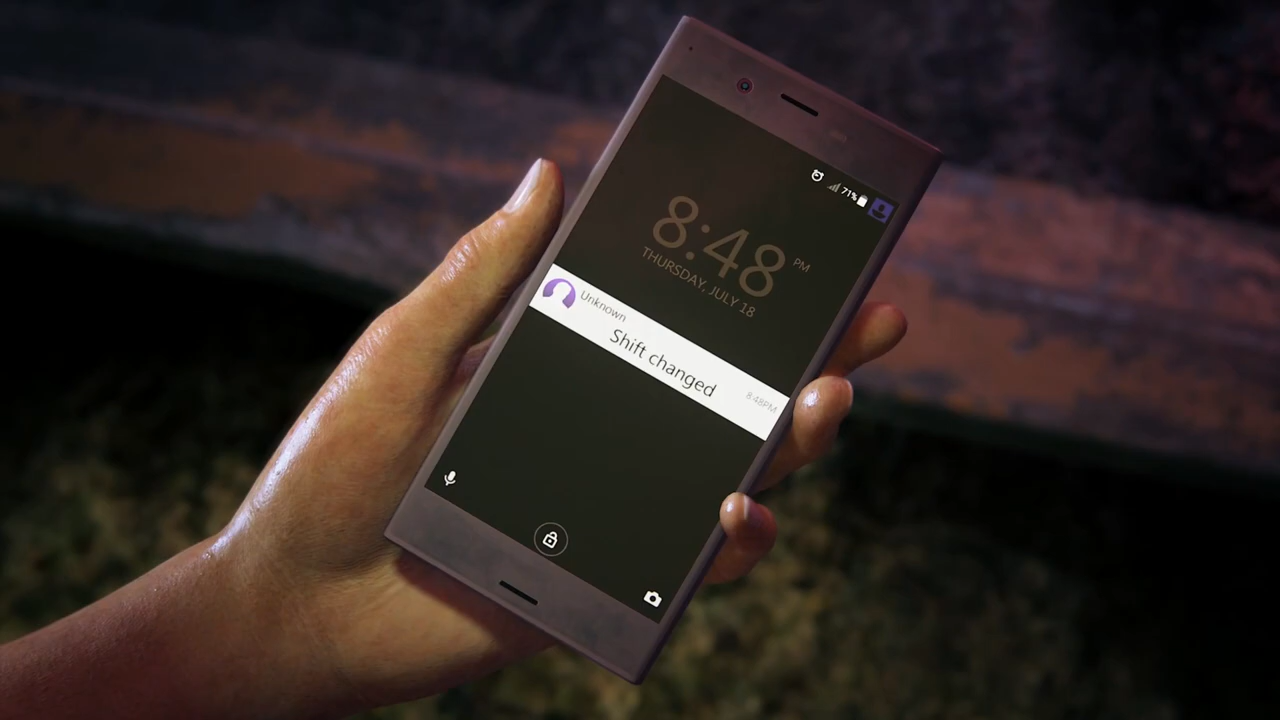 71%
8:48 PM
THURSDAY, JULY 18
Unknown
Shift changed
8:48PM